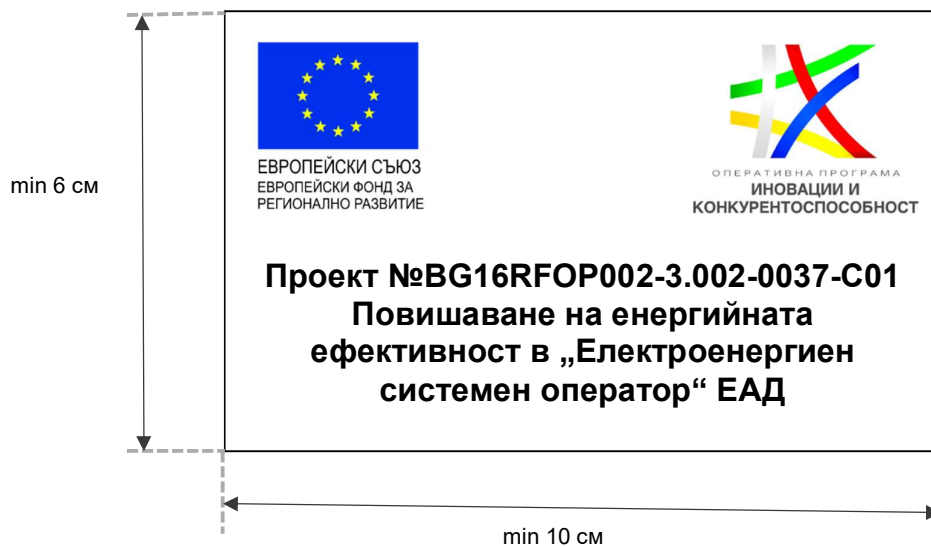 min 6 см
ЕВРОПЕЙСКИ СЪЮЗ
ЕВРОПЕЙСКИ ФОНД ЗА
РЕГИОНАЛНО РАЗВИТИЕ
ОПЕРАТИВНА ПРОГРАМА
ИНОВАЦИИ И
КОНКУРЕНТОСПОСОБНОСТ
Проект №BG16RFOP002-3.002-0037-C01
Повишаване на енергийната
ефективност в „Електроенергиен
системен оператор“ ЕАД
min 10 см